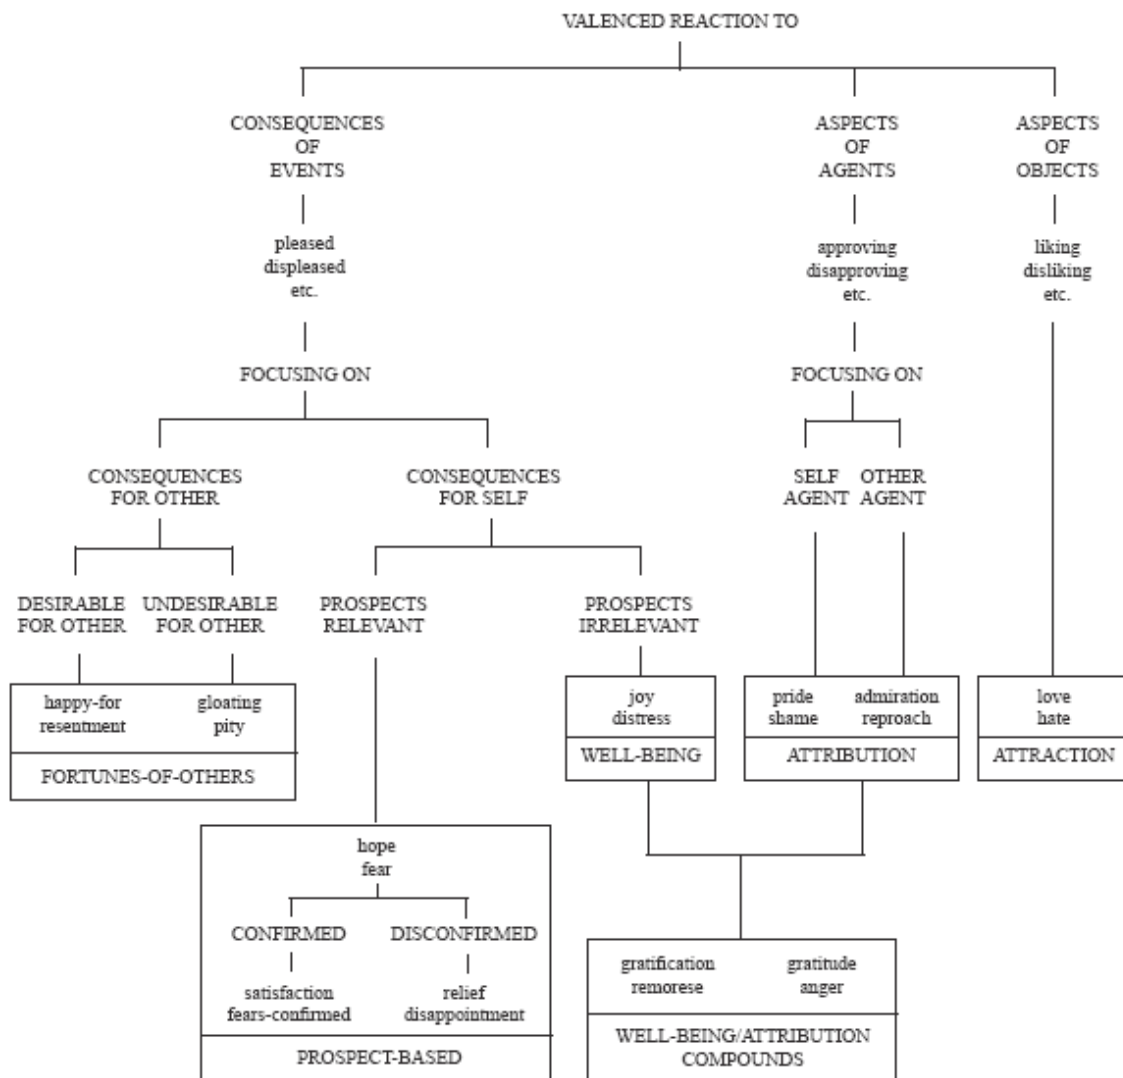 VALENCED REACTION TO
CONSEQUENCES
OF
EVENTS
ASPECTS
OF
AGENTS
ASPECTS
OF
OBJECTS
pleased
displeased
etc.
approving
disapproving
etc.
liking
disliking
etc.
FOCUSING ON
FOCUSING ON
CONSEQUENCES
FOR OTHER
CONSEQUENCES
FOR SELF
SELF
AGENT
OTHER
AGENT
DESIRABLE
FOR OTHER
UNDESIRABLE
FOR OTHER
PROSPECTS
RELEVANT
PROSPECTS
IRRELEVANT
happy-for
resentment
gloating
pity
FORTUNES-OF-OTHERS
joy
distress
WELL-BEING
pride
shame
admiration
reproach
ATTRIBUTION
love
hate
ATTRACTION
hope
fear
CONFIRMED
DISCONFIRMED
satisfaction
fears-confirmed
relief
disappointment
PROSPECT-BASED
gratification
remorese
gratitude
anger
WELL-BEING/ATTRIBUTION
COMPOUNDS